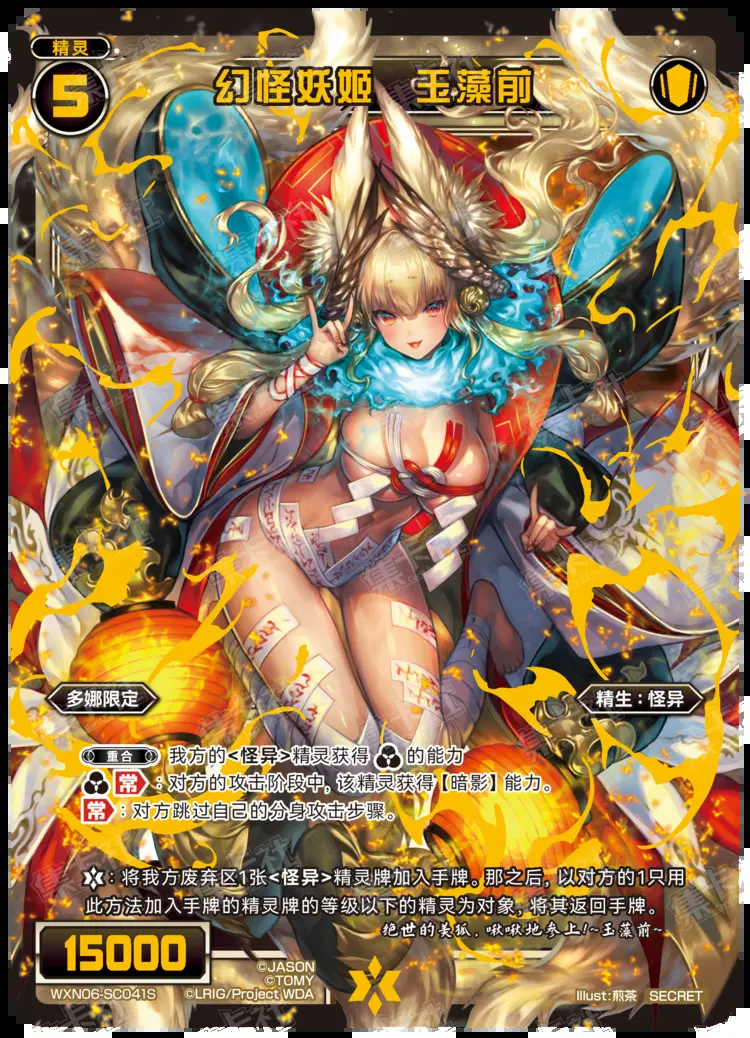 精灵
5
幻怪妖姬 玉藻前
多娜限定
精生：怪异
重合 我方的<怪异>精灵获得 的能力
常：对方的攻击阶段中，该精灵获得【暗影】能力。
常：对方跳过自己的分身攻击步骤。
：将我方废弃区1张<怪异>精灵牌加入手牌。那之后，以对方的1只用
此方法加入手牌的精灵牌的等级以下的精灵为对象，将其返回手牌。
绝世的美狐，啾啾地参上!~玉藻前~
15000
©JASON
©TOMY
WXN06-SC041S ©LRIG/Project WDA
Illust:煎茶 SECRET